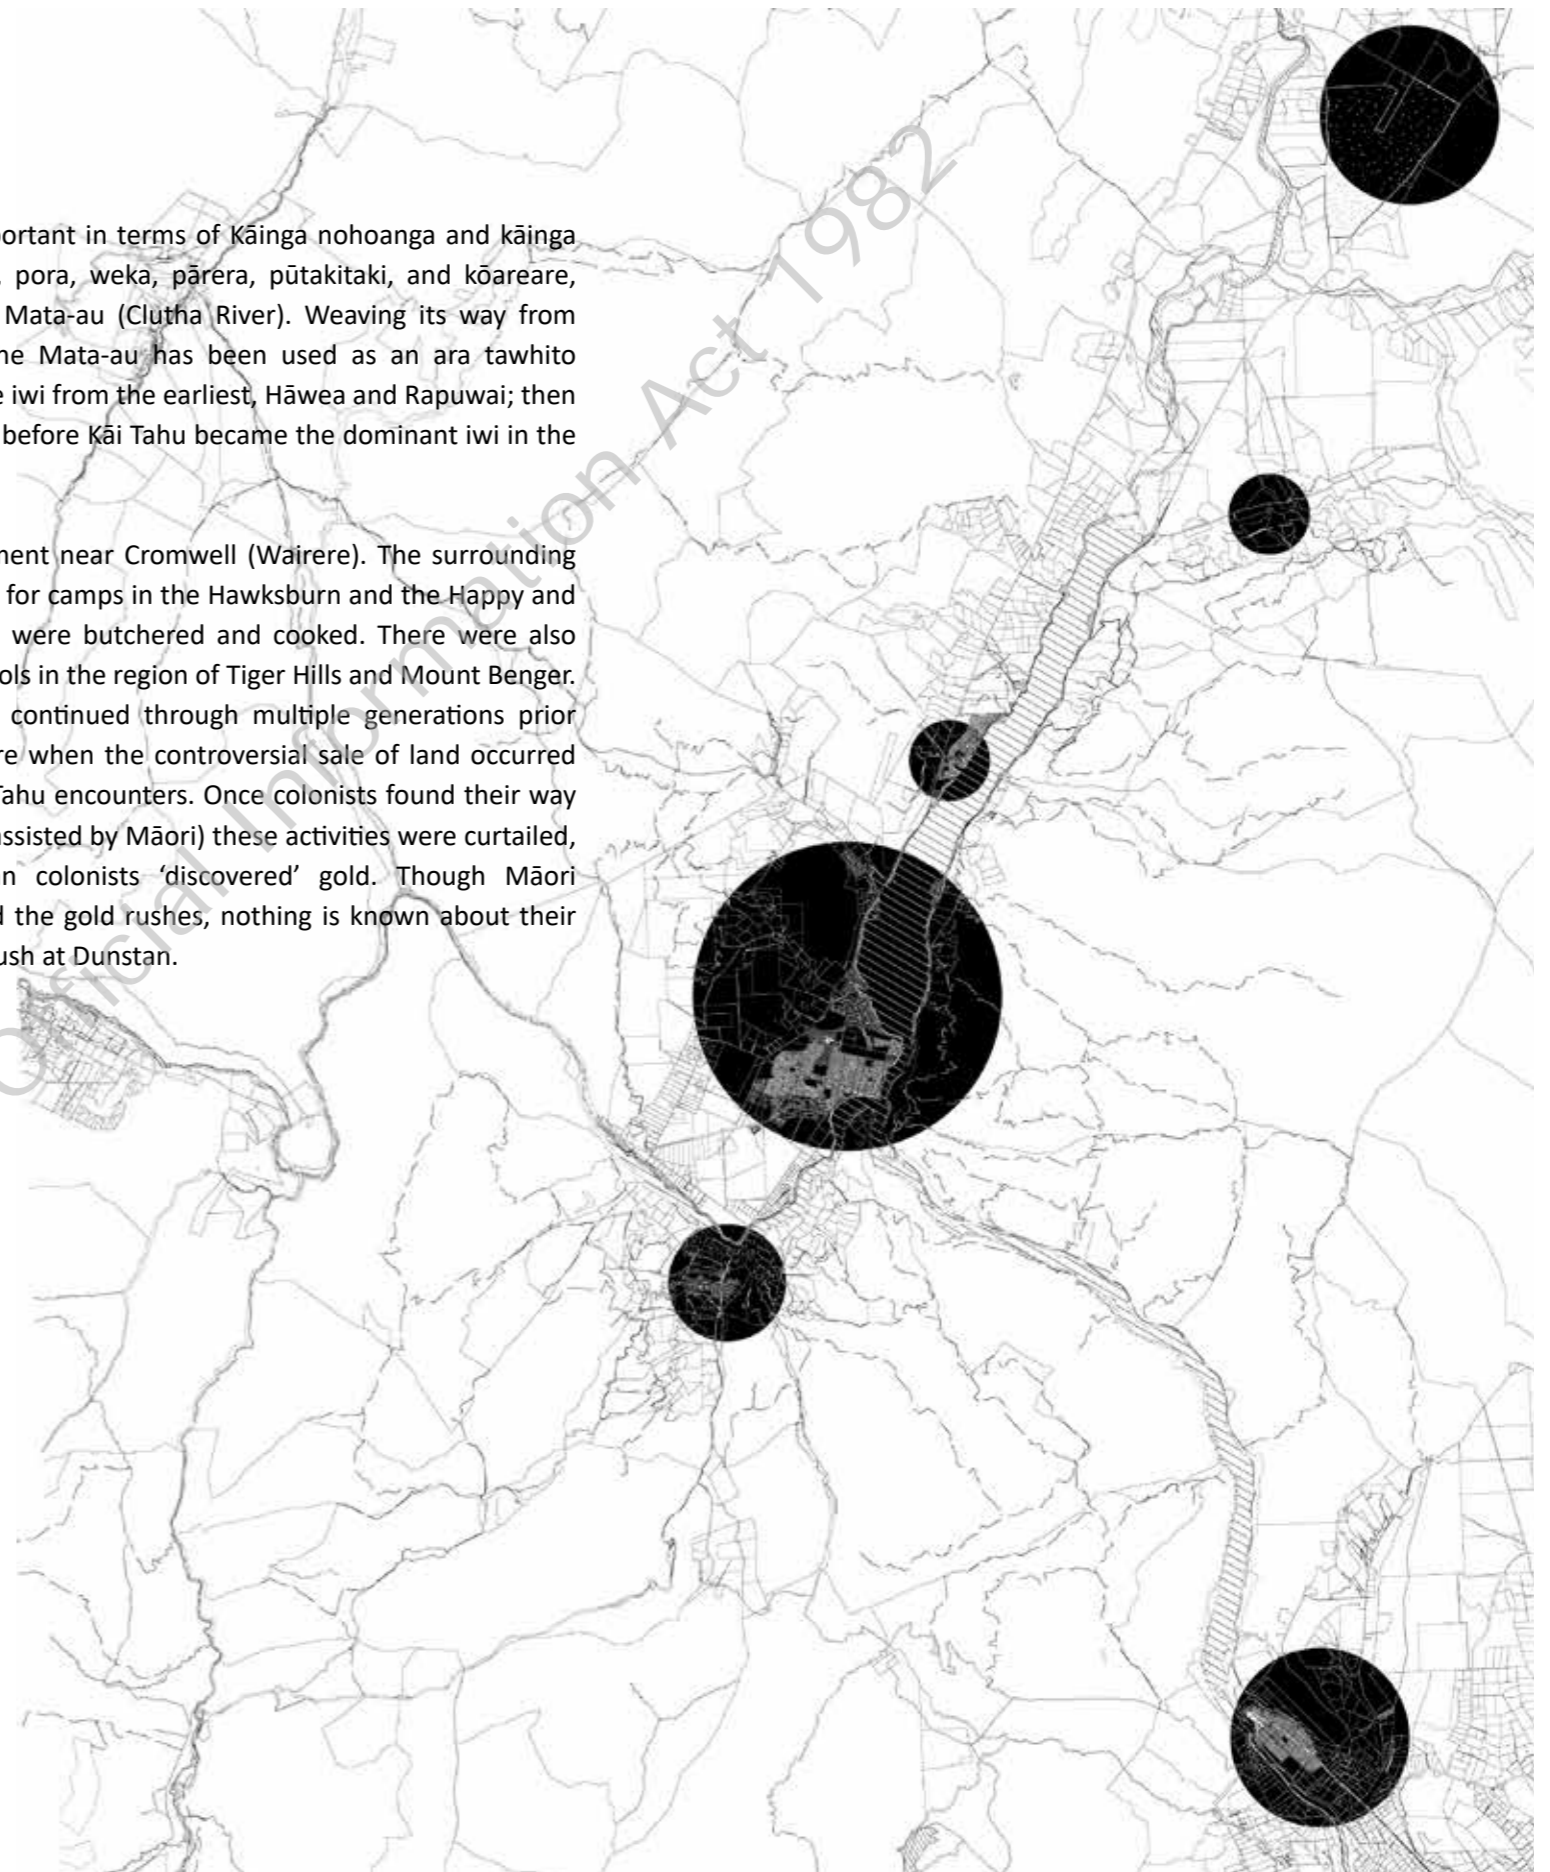 portant in terms of Kāinga nohoanga and kāinga
, pora, weka, pārera, pūtakitaki, and kōareare,
Mata-au (Clutha River). Weaving its way from
he Mata-au has been used as an ara tawhito
e iwi from the earliest, Hāwea and Rapuwai; then
before Kāi Tahu became the dominant iwi in the
ment near Cromwell (Wairere). The surrounding
for camps in the Hawksburn and the Happy and
were butchered and cooked. There were also
ols in the region of Tiger Hills and Mount Benger.
continued through multiple generations prior
re when the controversial sale of land occurred
Tahu encounters. Once colonists found their way
assisted by Māori) these activities were curtailed,
an colonists ‘discovered’ gold. Though Māori
d the gold rushes, nothing is known about their
ush at Dunstan.
Official Information Act 1982